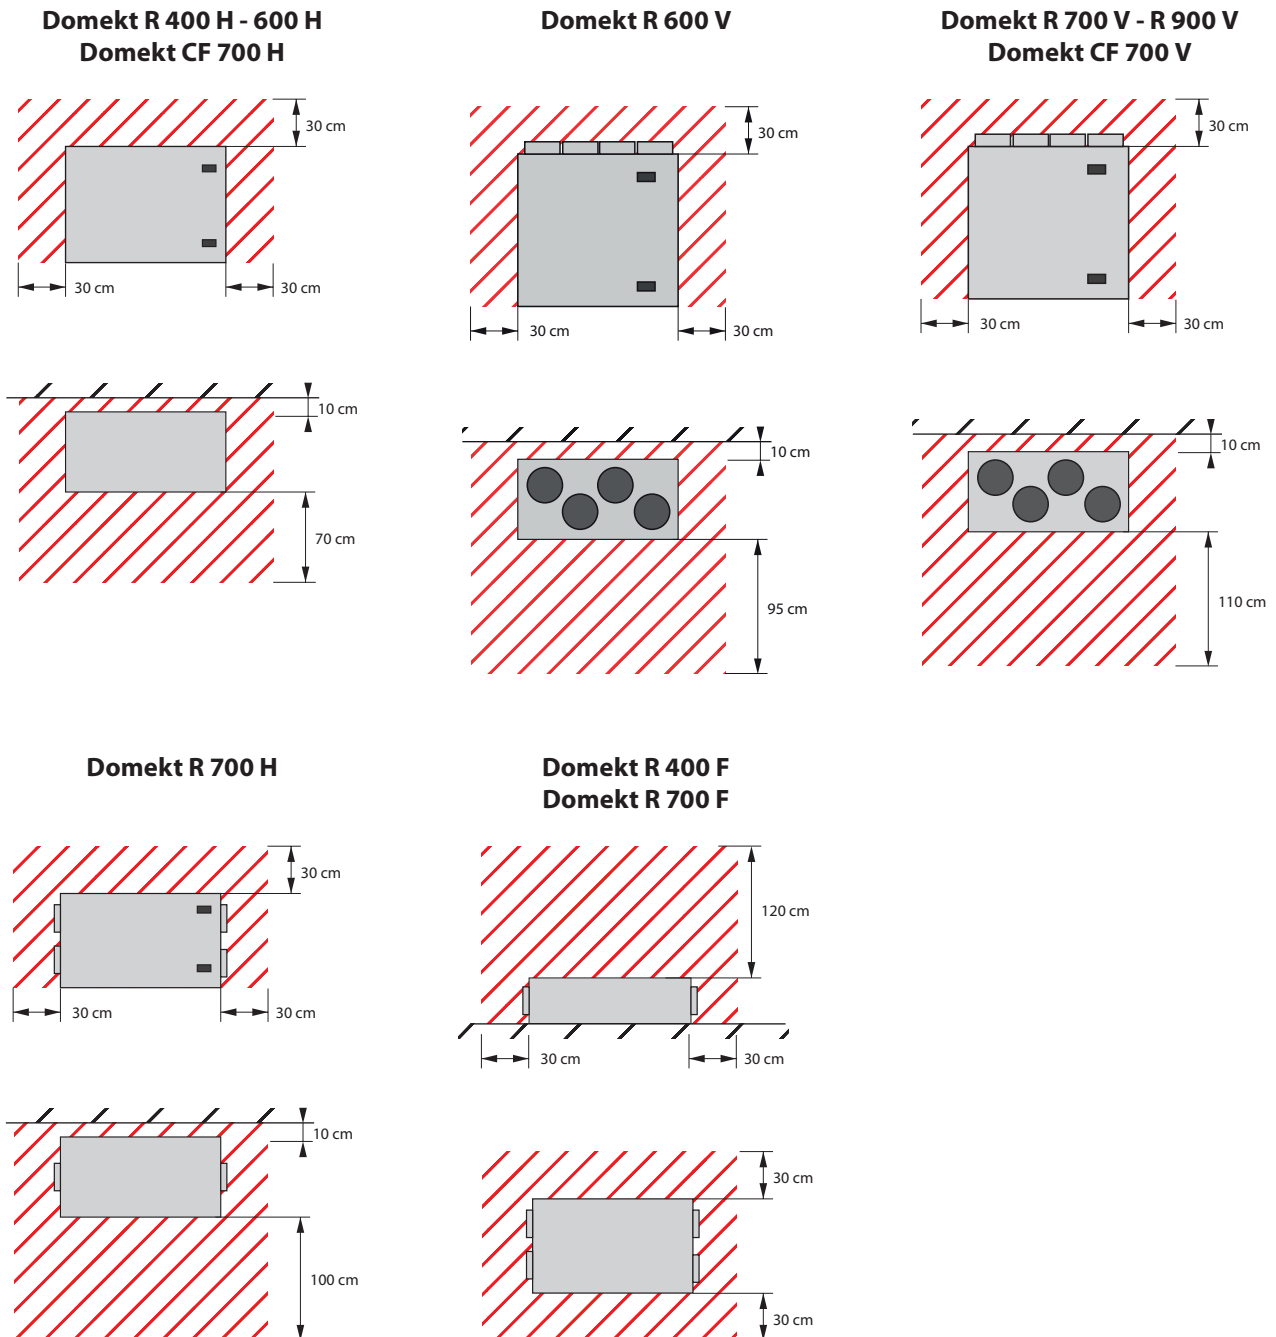 Domekt R 400 H - 600 H
Domekt CF 700 H
30 cm
30 cm
30 cm
10 cm
70 cm
Domekt R 600 V
30 cm
30 cm
30 cm
10 cm
95 cm
Domekt R 700 V - R 900 V
Domekt CF 700 V
30 cm
30 cm
30 cm
10 cm
110 cm
Domekt R 700 H
30 cm
30 cm
30 cm
10 cm
100 cm
Domekt R 400 F
Domekt R 700 F
120 cm
30 cm
30 cm
30 cm
30 cm